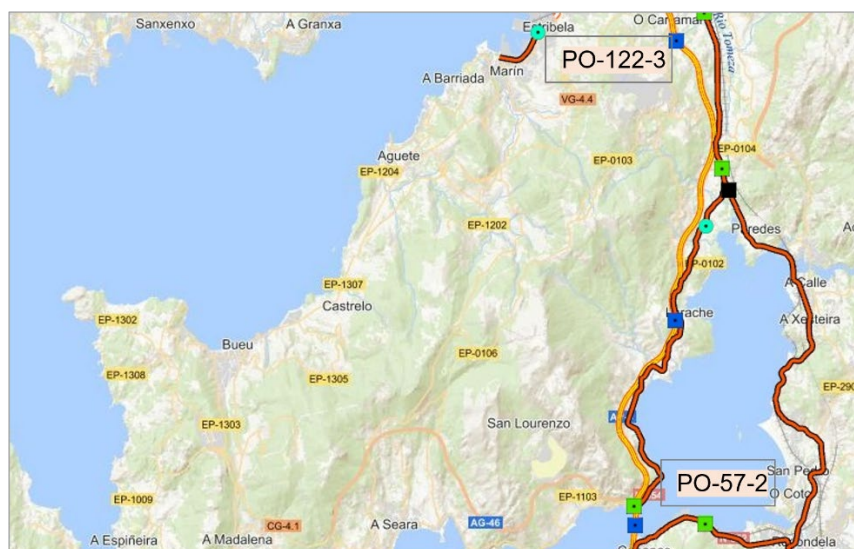 Sanxenxo
A Granxa
Estribela
O Carramal
Río Tomeza
PO-122-3
Marín
A Barriada
VG-4.4
EP-0104
Aguete
EP-0103
EP-1204
EP-1202
Paredes
EP-0102
A Calle
EP-1307
Castrelo
EP-1302
A Xesteira
Bueu
EP-0106
EP-1308
EP-1305
EP-290
EP-1303
San Lourenzo
San Pedro
PO-57-2
EP-1009
EP-1103
O Coto
CG-4.1
A Seara
AG-46
A Espiñeira
A Madalena